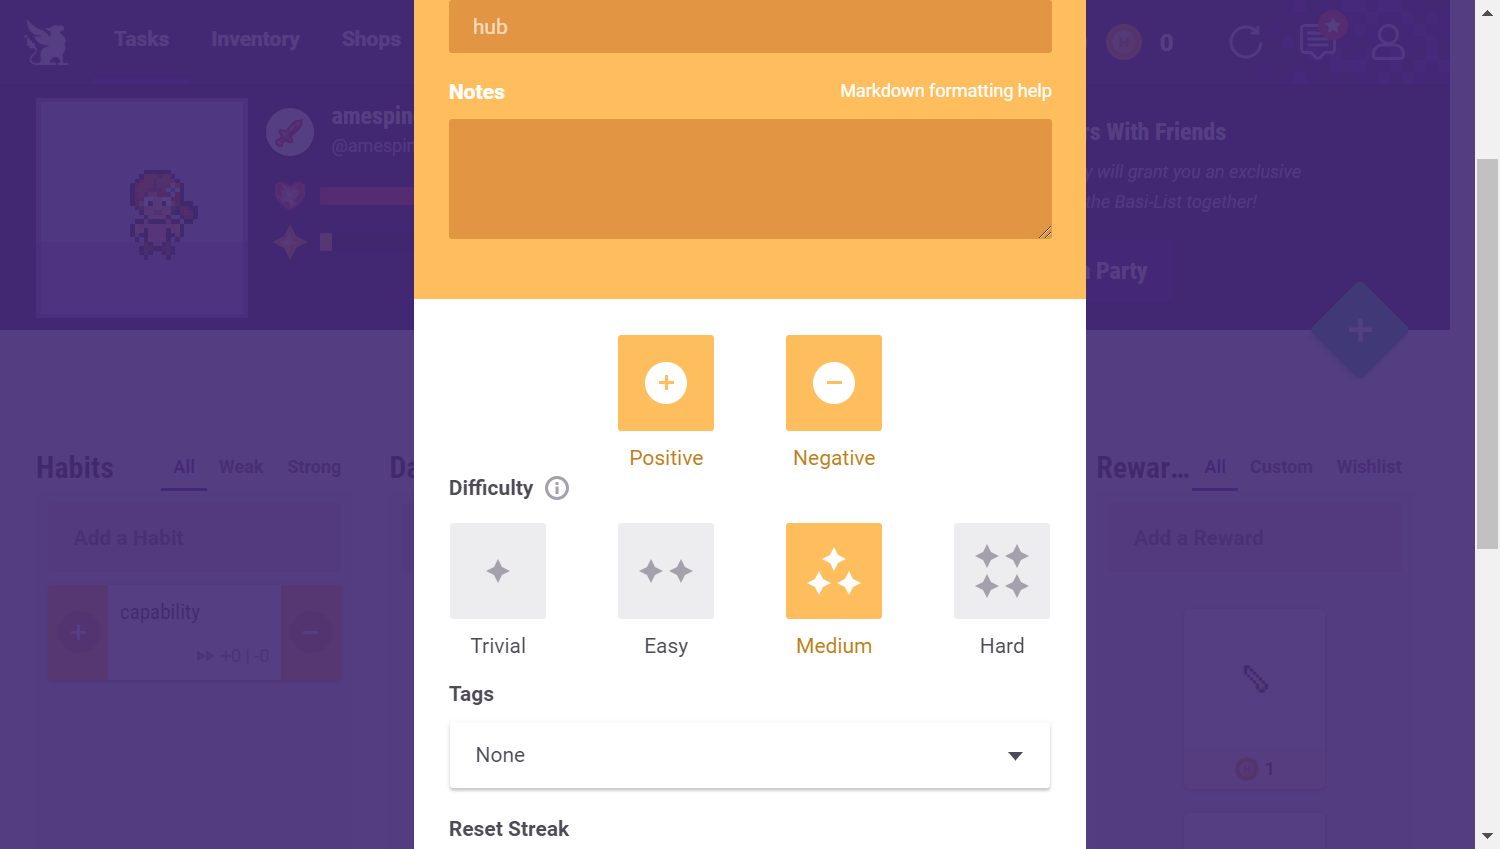 hub
Notes
Markdown formatting help
Tasks
Inventory
Shops
0
amespin
@amespin
rs With Friends
y will grant you an exclusive
the Basi-List together!
a Party
Positive
Negative
Difficulty
Trivial
Easy
Medium
Hard
Tags
None
Reset Streak
Habits
All
Weak
Strong
Add a Habit
capability
+0 | -0
Da
Rewar...
All
Custom
Wishlist
Add a Reward
1